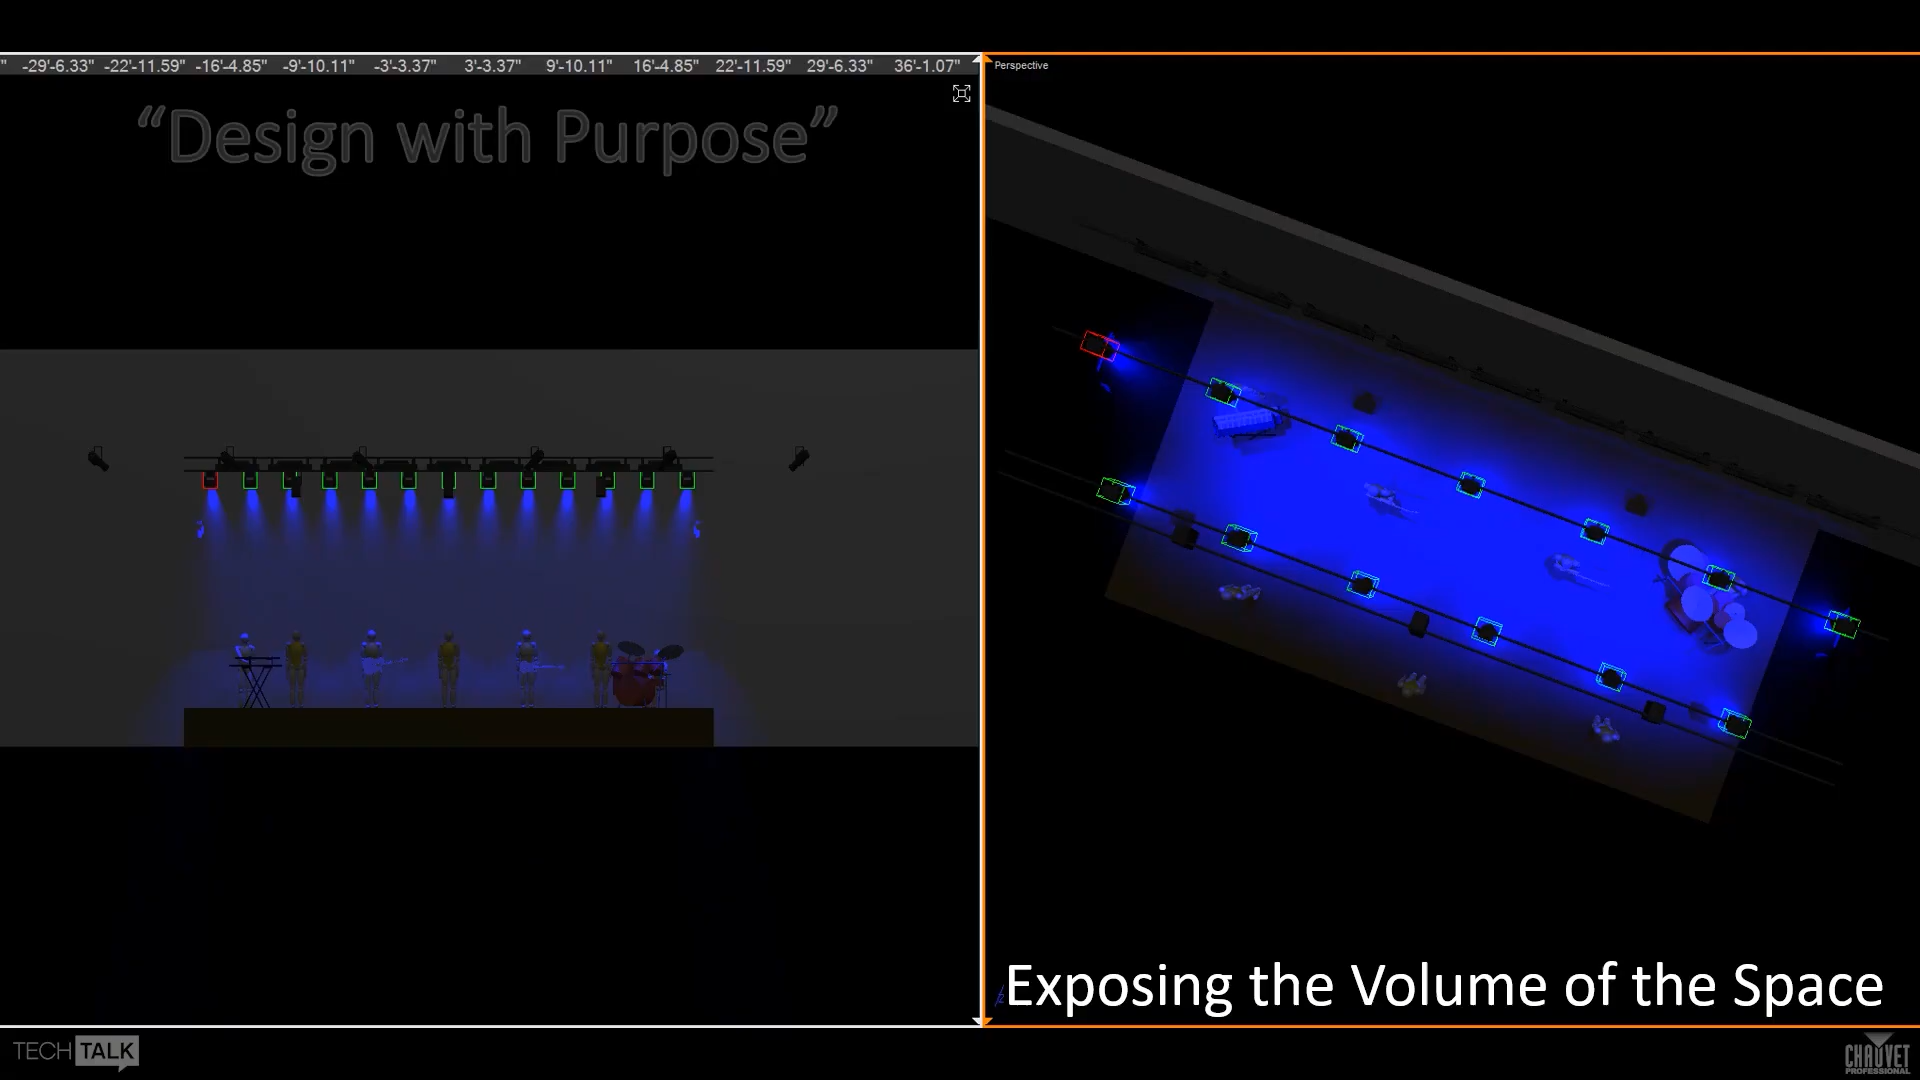 " -29'-6.33" -22'-11.59" -16'-4.85" -9'-10.11" -3'-3.37" 3'-3.37" 9'-10.11" 16'-4.85" 22'-11.59" 29'-6.33" 36'-1.07"
Perspective
“Design with Purpose”
Exposing the Volume of the Space
TECH TALK
CHAUVET
PROFESSIONAL